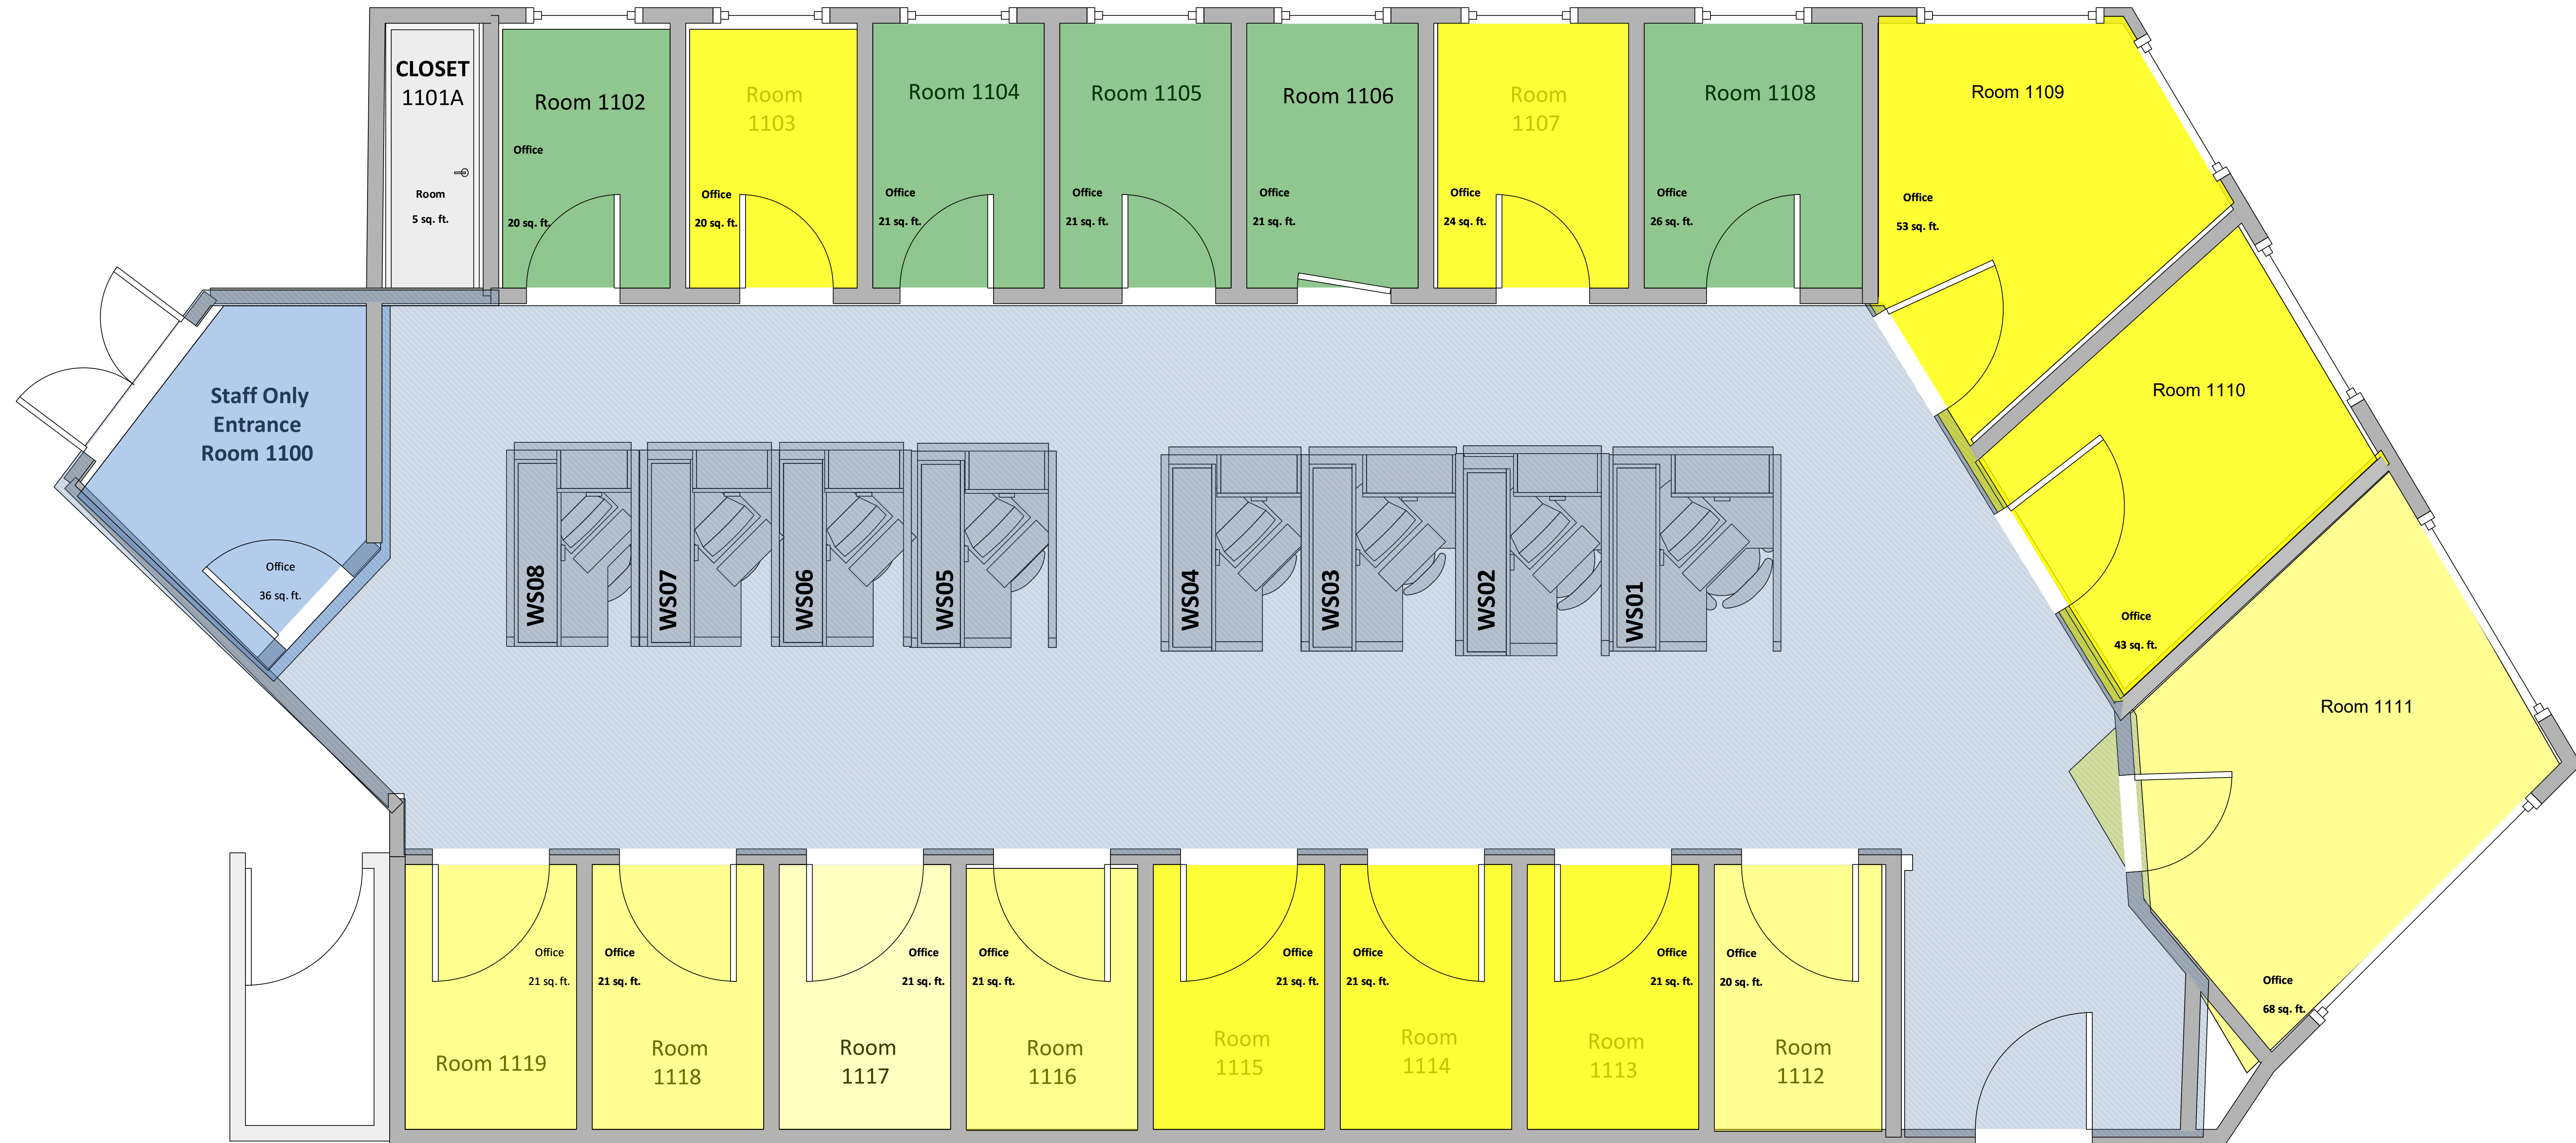 CLOSET
1101A
Room
5 sq. ft.
Room 1102
Office
20 sq. ft.
Room
1103
Office
20 sq. ft.
Room 1104
Office
21 sq. ft.
Room 1105
Office
21 sq. ft.
Room 1106
Office
21 sq. ft.
Room
1107
Office
24 sq. ft.
Room 1108
Office
26 sq. ft.
Room 1109
Office
53 sq. ft.
Staff Only
Entrance
Room 1100
Office
36 sq. ft.
WS08
WS07
WS06
WS05
WS04
WS03
WS02
WS01
Room 1110
Office
43 sq. ft.
Room 1111
Office
68 sq. ft.
Office
21 sq. ft.
Room 1119
Office
21 sq. ft.
Room
1118
Office
21 sq. ft.
Room
1117
Office
21 sq. ft.
Room
1116
Office
21 sq. ft.
Room
1115
Office
21 sq. ft.
Room
1114
Office
21 sq. ft.
Room
1113
Office
20 sq. ft.
Room
1112